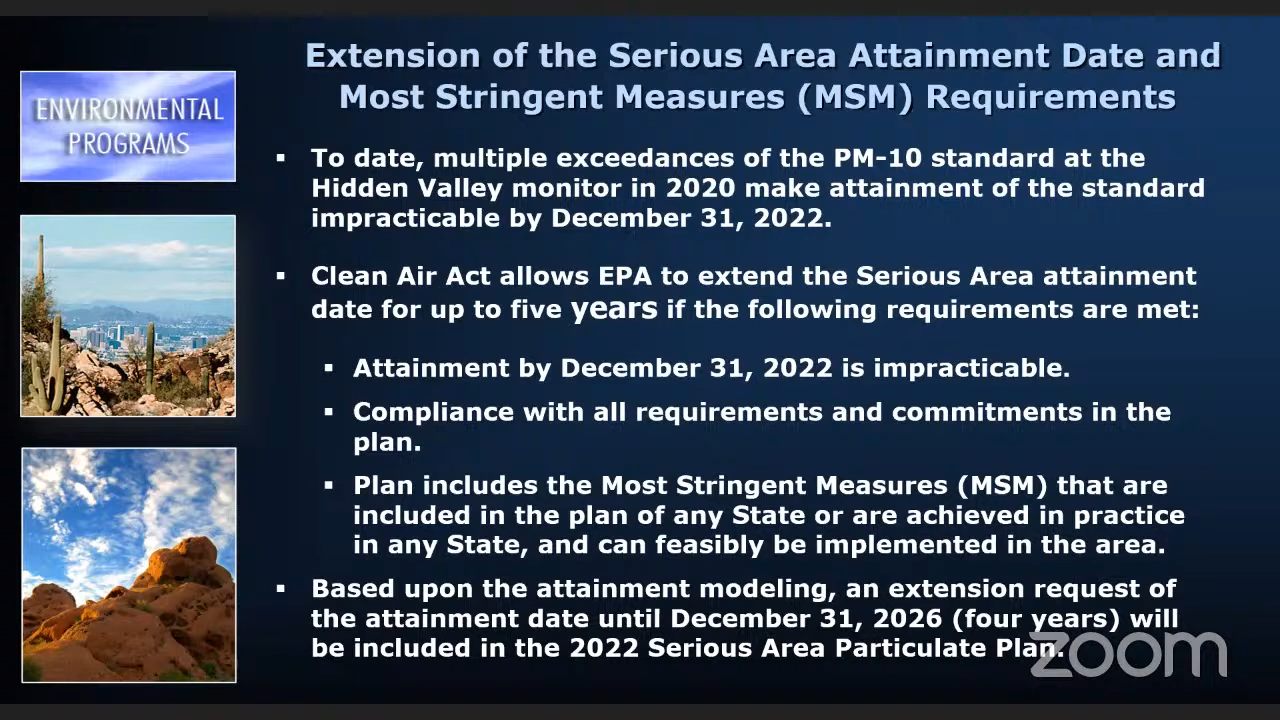 Extension of the Serious Area Attainment Date and
Most Stringent Measures (MSM) Requirements
ENVIRONMENTAL
PROGRAMS
▪ To date, multiple exceedances of the PM-10 standard at the
Hidden Valley monitor in 2020 make attainment of the standard
impracticable by December 31, 2022.
▪ Clean Air Act allows EPA to extend the Serious Area attainment
date for up to five years if the following requirements are met:
▪ Attainment by December 31, 2022 is impracticable.
▪ Compliance with all requirements and commitments in the
plan.
▪ Plan includes the Most Stringent Measures (MSM) that are
included in the plan of any State or are achieved in practice
in any State, and can feasibly be implemented in the area.
▪ Based upon the attainment modeling, an extension request of
the attainment date until December 31, 2026 (four years) will
be included in the 2022 Serious Area Particulate Plan.
zoom